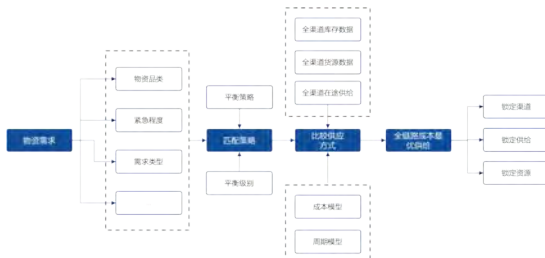 全渠道库存数据
全渠道货源数据
全渠道在途供给
物资品类
紧急程度
需求类型
物资需求
平衡策略
匹配策略
平衡级别
比较供应
方式
成本模型
周期模型
全链路成本最
优供给
锁定渠道
锁定供给
锁定资源